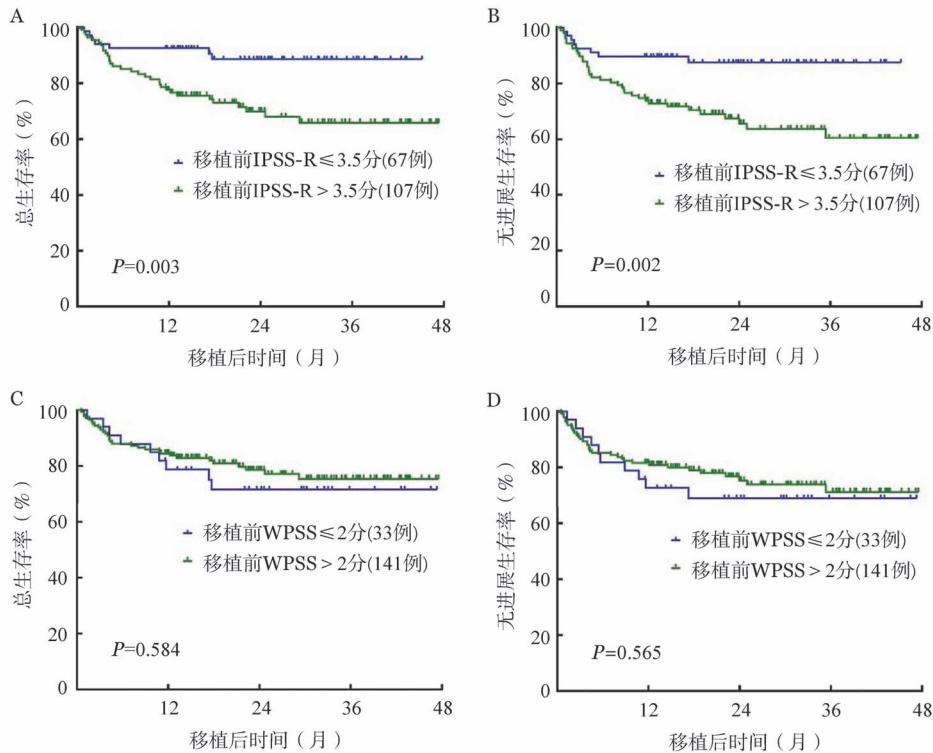 A
100
80
60
40
20
0
总生存率(%)
移植前IPSS-R≤3.5分(67例)
移植前IPSS-R>3.5分(107例)
P=0.003
12 24 36 48
移植后时间(月)
B
100
80
60
40
20
0
无进展生存率(%)
移植前IPSS-R≤3.5分(67例)
移植前IPSS-R>3.5分(107例)
P=0.002
12 24 36 48
移植后时间(月)
C
100
80
60
40
20
0
总生存率(%)
移植前WPSS≤2分(33例)
移植前WPSS>2分(141例)
P=0.584
12 24 36 48
移植后时间(月)
D
100
80
60
40
20
0
无进展生存率(%)
移植前WPSS≤2分(33例)
移植前WPSS>2分(141例)
P=0.565
12 24 36 48
移植后时间(月)